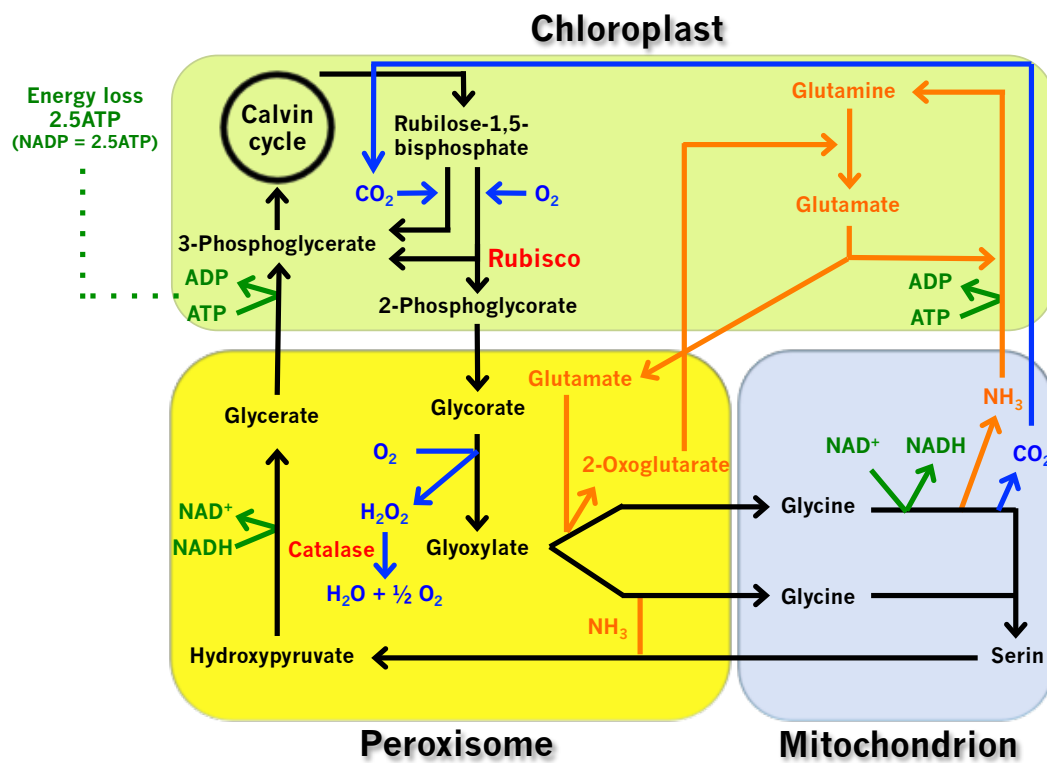 Chloroplast
Energy loss
2.5ATP
(NADP = 2.5ATP)
Calvin
cycle
Rubilose-1,5-
bisphosphate
CO₂
O₂
3-Phosphoglycerate
Rubisco
ADP
ATP
2-Phosphoglycorate
Glutamine
Glutamate
ADP
ATP
Glycerate
Glycorate
Glutamate
O₂
2-Oxoglutarate
H₂O₂
NAD⁺
NADH
Catalase
Glyoxylate
H₂O + ½ O₂
NH₃
Hydroxypyruvate
NH₃
NAD⁺
NADH
CO₂
Glycine
Glycine
Serin
Peroxisome
Mitochondrion